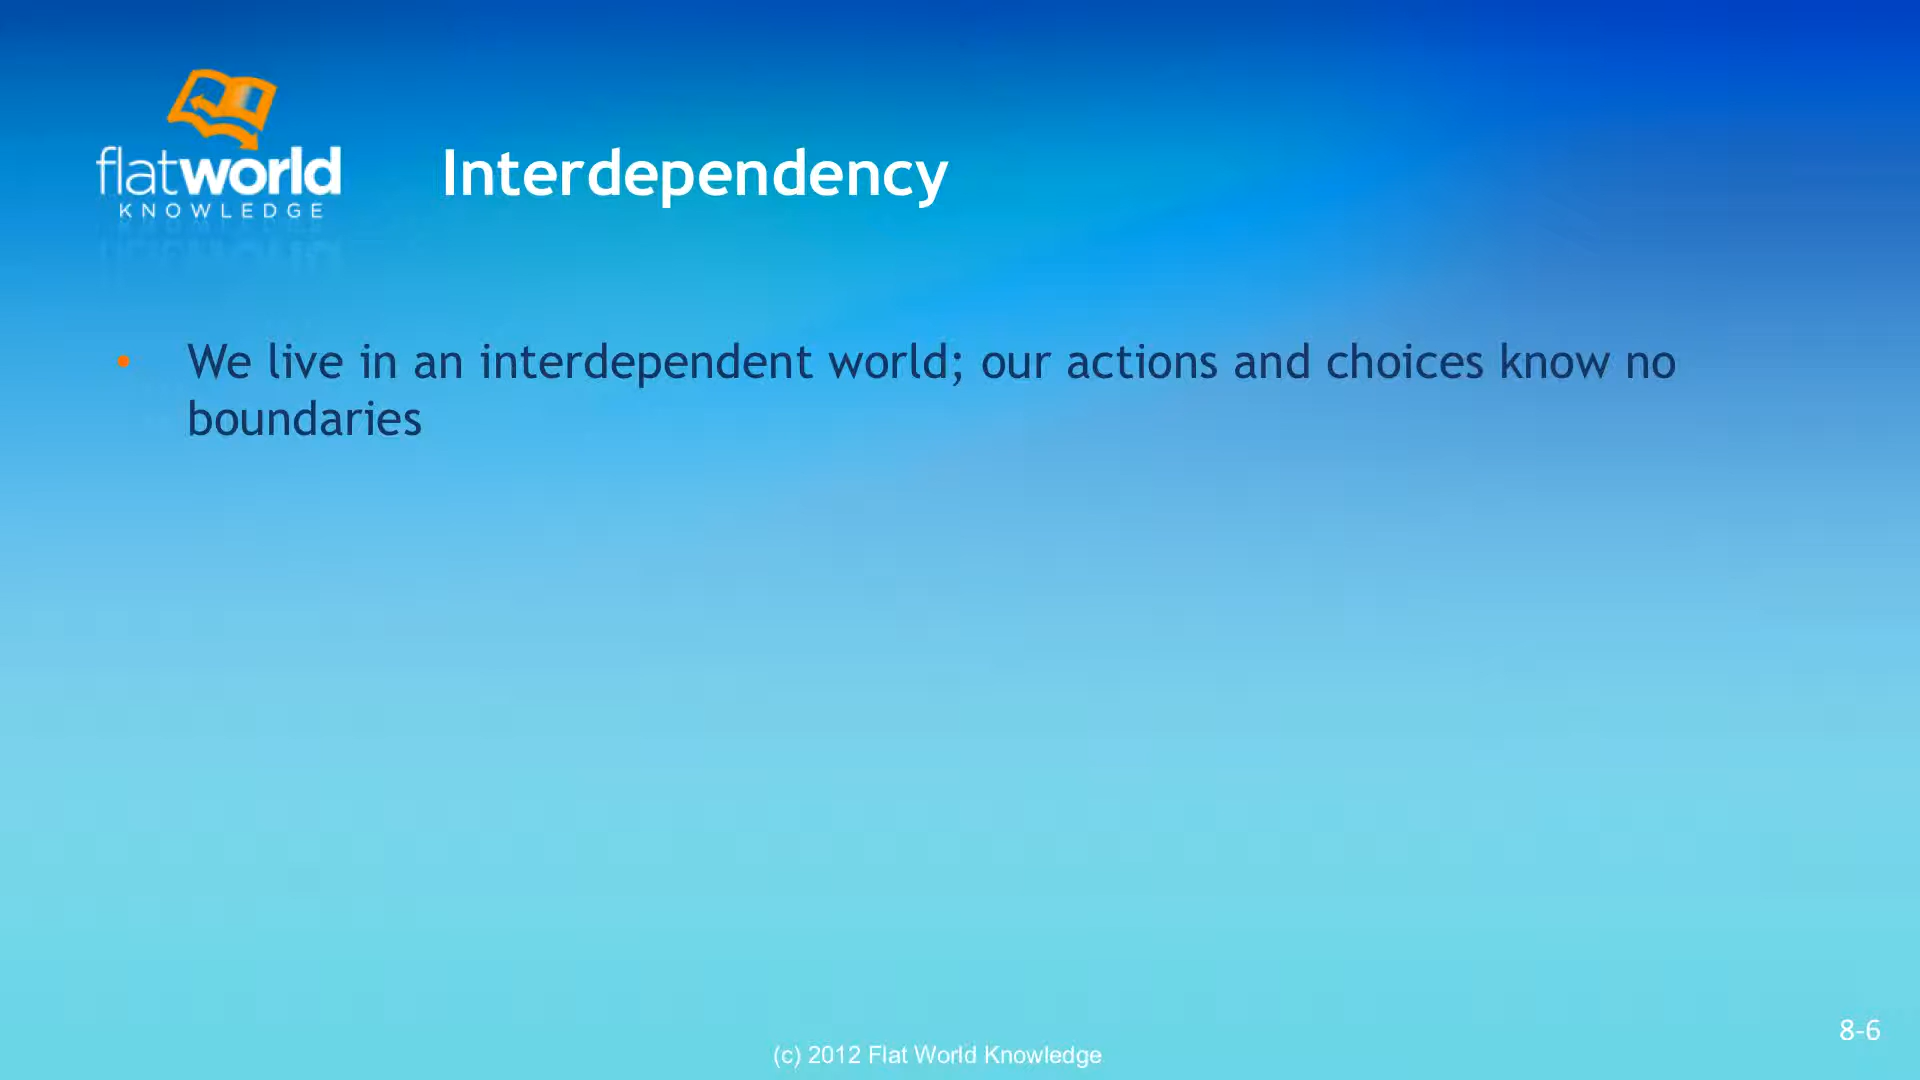 flatworld
KNOWLEDGE
Interdependency
• We live in an interdependent world; our actions and choices know no
boundaries
8-6
(c) 2012 Flat World Knowledge